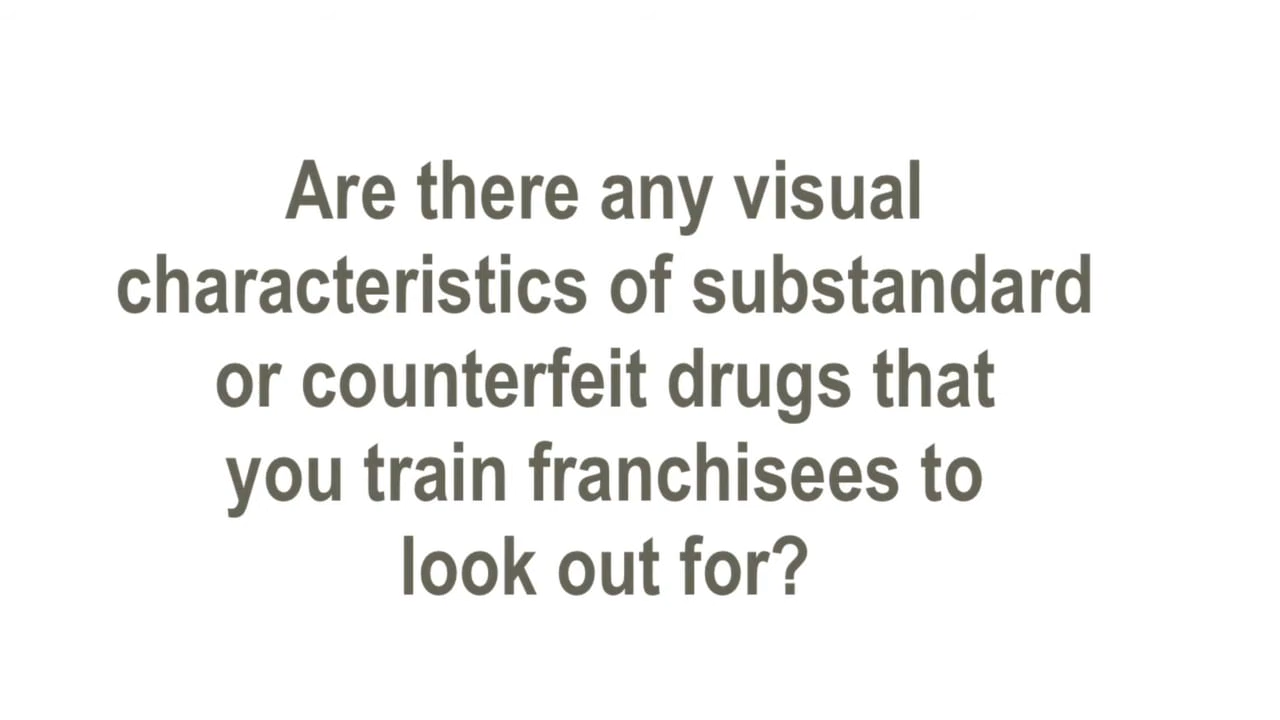 Are there any visual
characteristics of substandard
or counterfeit drugs that
you train franchisees to
look out for?